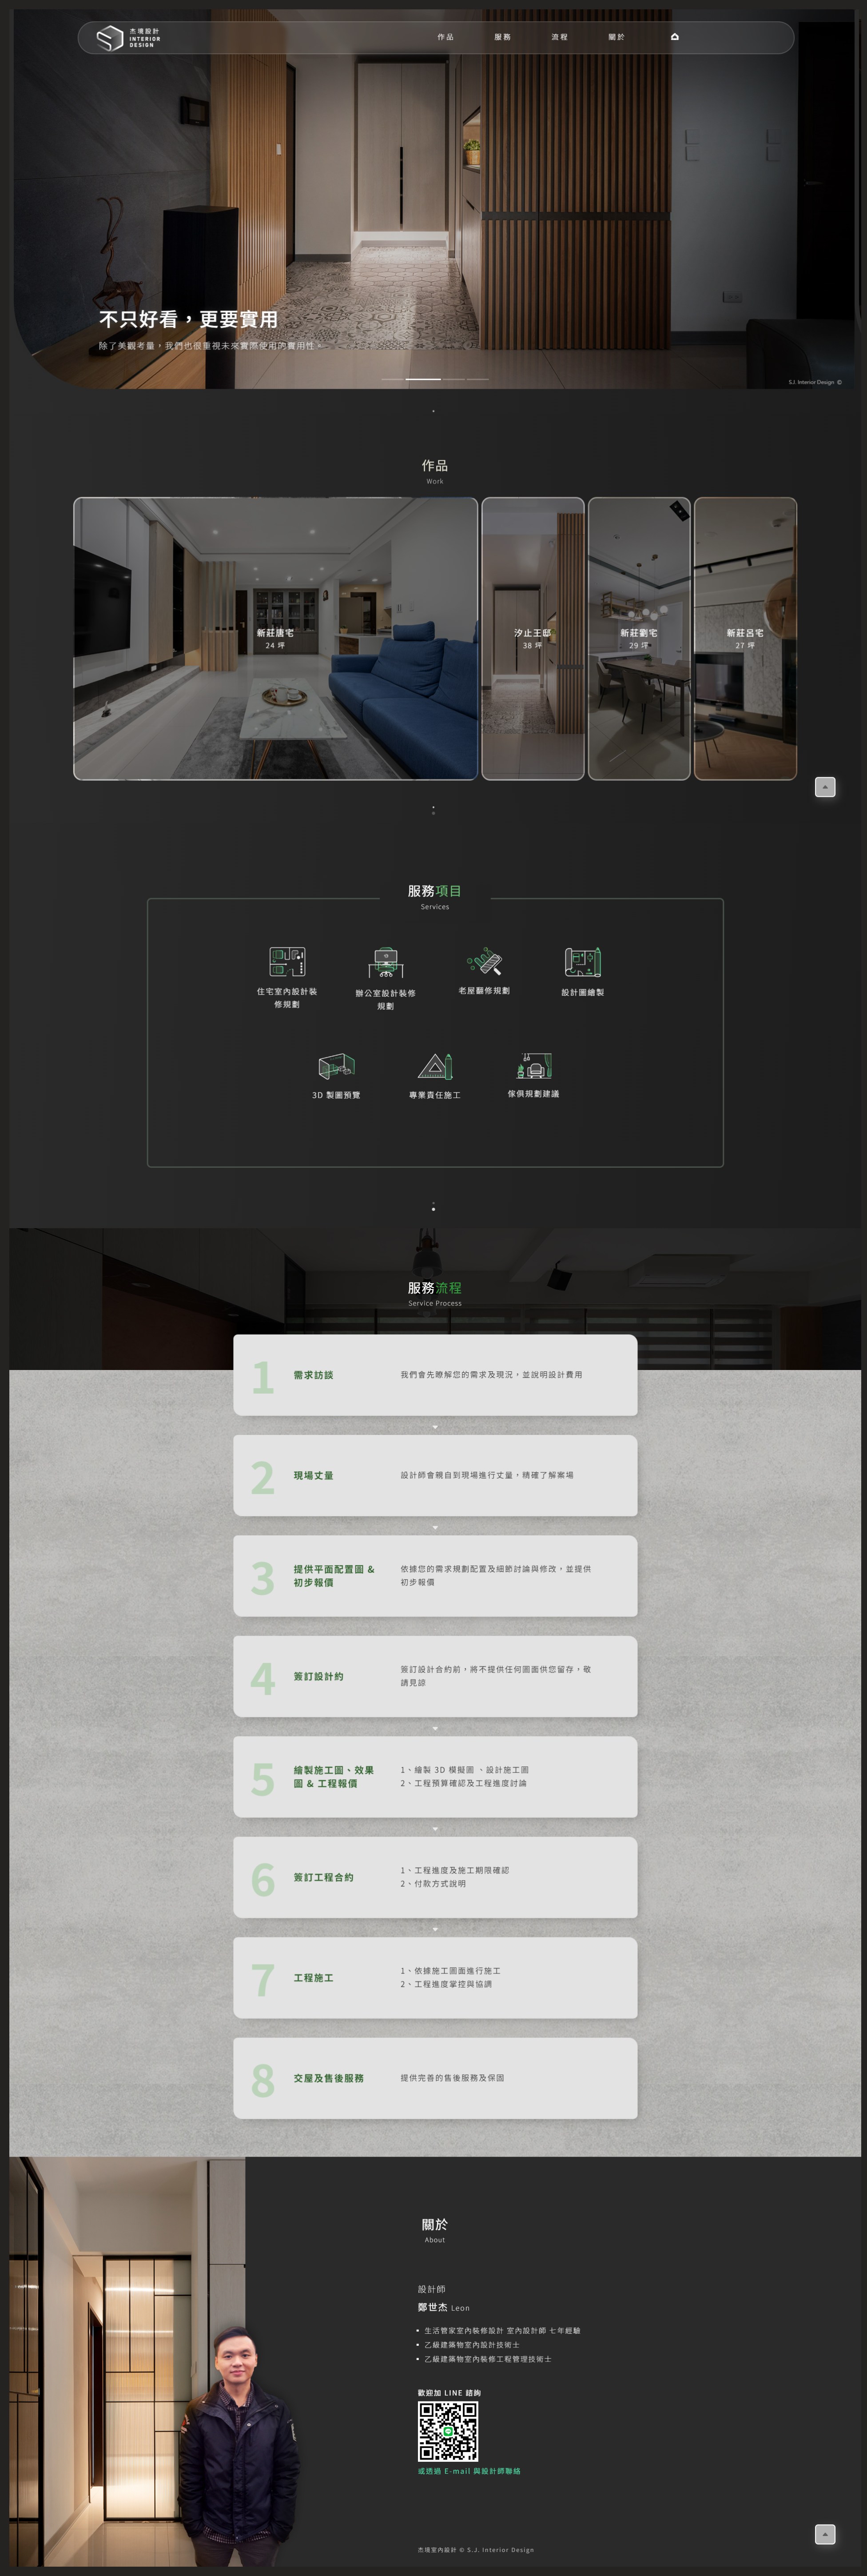 杰境設計
INTERIOR
DESIGN
作品
服務
流程
關於
不只好看，更要實用
除了美觀考量，我們也很重視未來實際使用的實用性。
S.J. Interior Design ©
作品
Work
新莊唐宅
24 坪
汐止王邸
38 坪
新莊劉宅
29 坪
新莊呂宅
27 坪
服務項目
Services
住宅室內設計裝
修規劃
辦公室設計裝修
規劃
老屋翻修規劃
設計圖繪製
3D 製圖預覽
專業責任施工
傢俱規劃建議
服務流程
Service Process
1
需求訪談
我們會先瞭解您的需求及現況，並說明設計費用
2
現場丈量
設計師會親自到現場進行丈量，精確了解案場
3
提供平面配置圖 &
初步報價
依據您的需求規劃配置及細節討論與修改，並提供
初步報價
4
簽訂設計約
簽訂設計合約前，將不提供任何圖面供您留存，敬
請見諒
5
繪製施工圖、效果
圖 & 工程報價
1、繪製 3D 模擬圖 、設計施工圖
2、工程預算確認及工程進度討論
6
簽訂工程合約
1、工程進度及施工期限確認
2、付款方式說明
7
工程施工
1、依據施工圖面進行施工
2、工程進度掌控與協調
8
交屋及售後服務
提供完善的售後服務及保固
關於
About
設計師
鄭世杰 Leon
生活管家室內裝修設計 室內設計師 七年經驗
乙級建築物室內設計技術士
乙級建築物室內裝修工程管理技術士
歡迎加 LINE 諮詢
或透過 E-mail 與設計師聯絡
杰境室內設計 © S.J. Interior Design